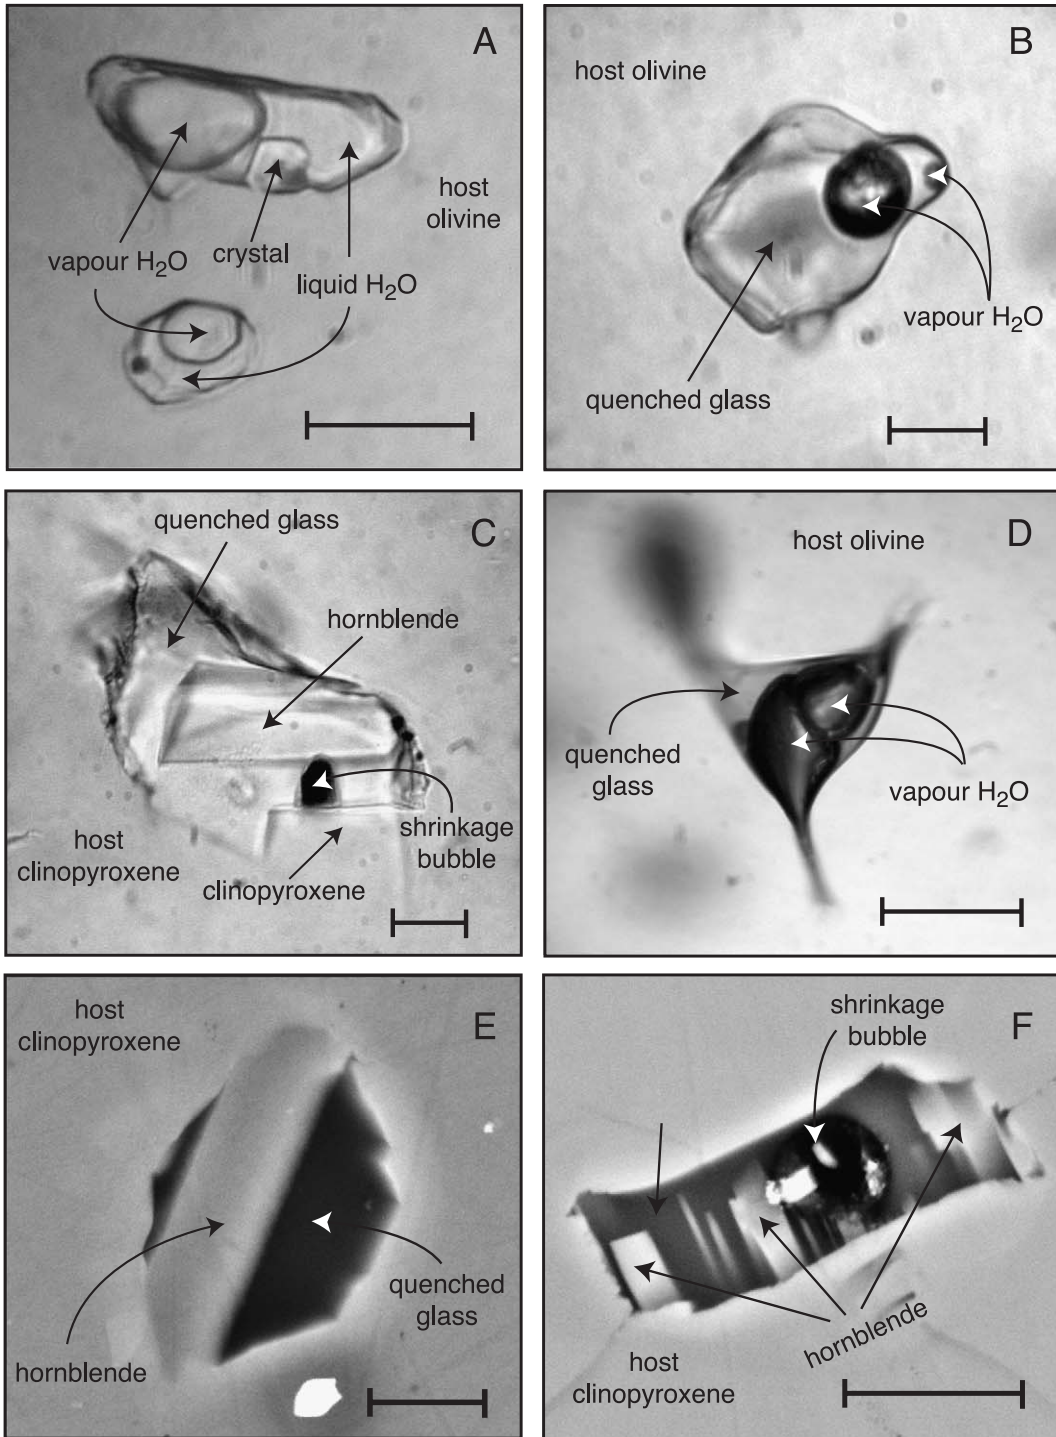 A
host
olivine
vapour H₂O
crystal
liquid H₂O
B
host olivine
vapour H₂O
quenched glass
C
quenched glass
hornblende
host
clinopyroxene
shrinkage
bubble
clinopyroxene
D
host olivine
quenched
glass
vapour H₂O
E
host
clinopyroxene
quenched
glass
hornblende
F
shrinkage
bubble
hornblende
host
clinopyroxene